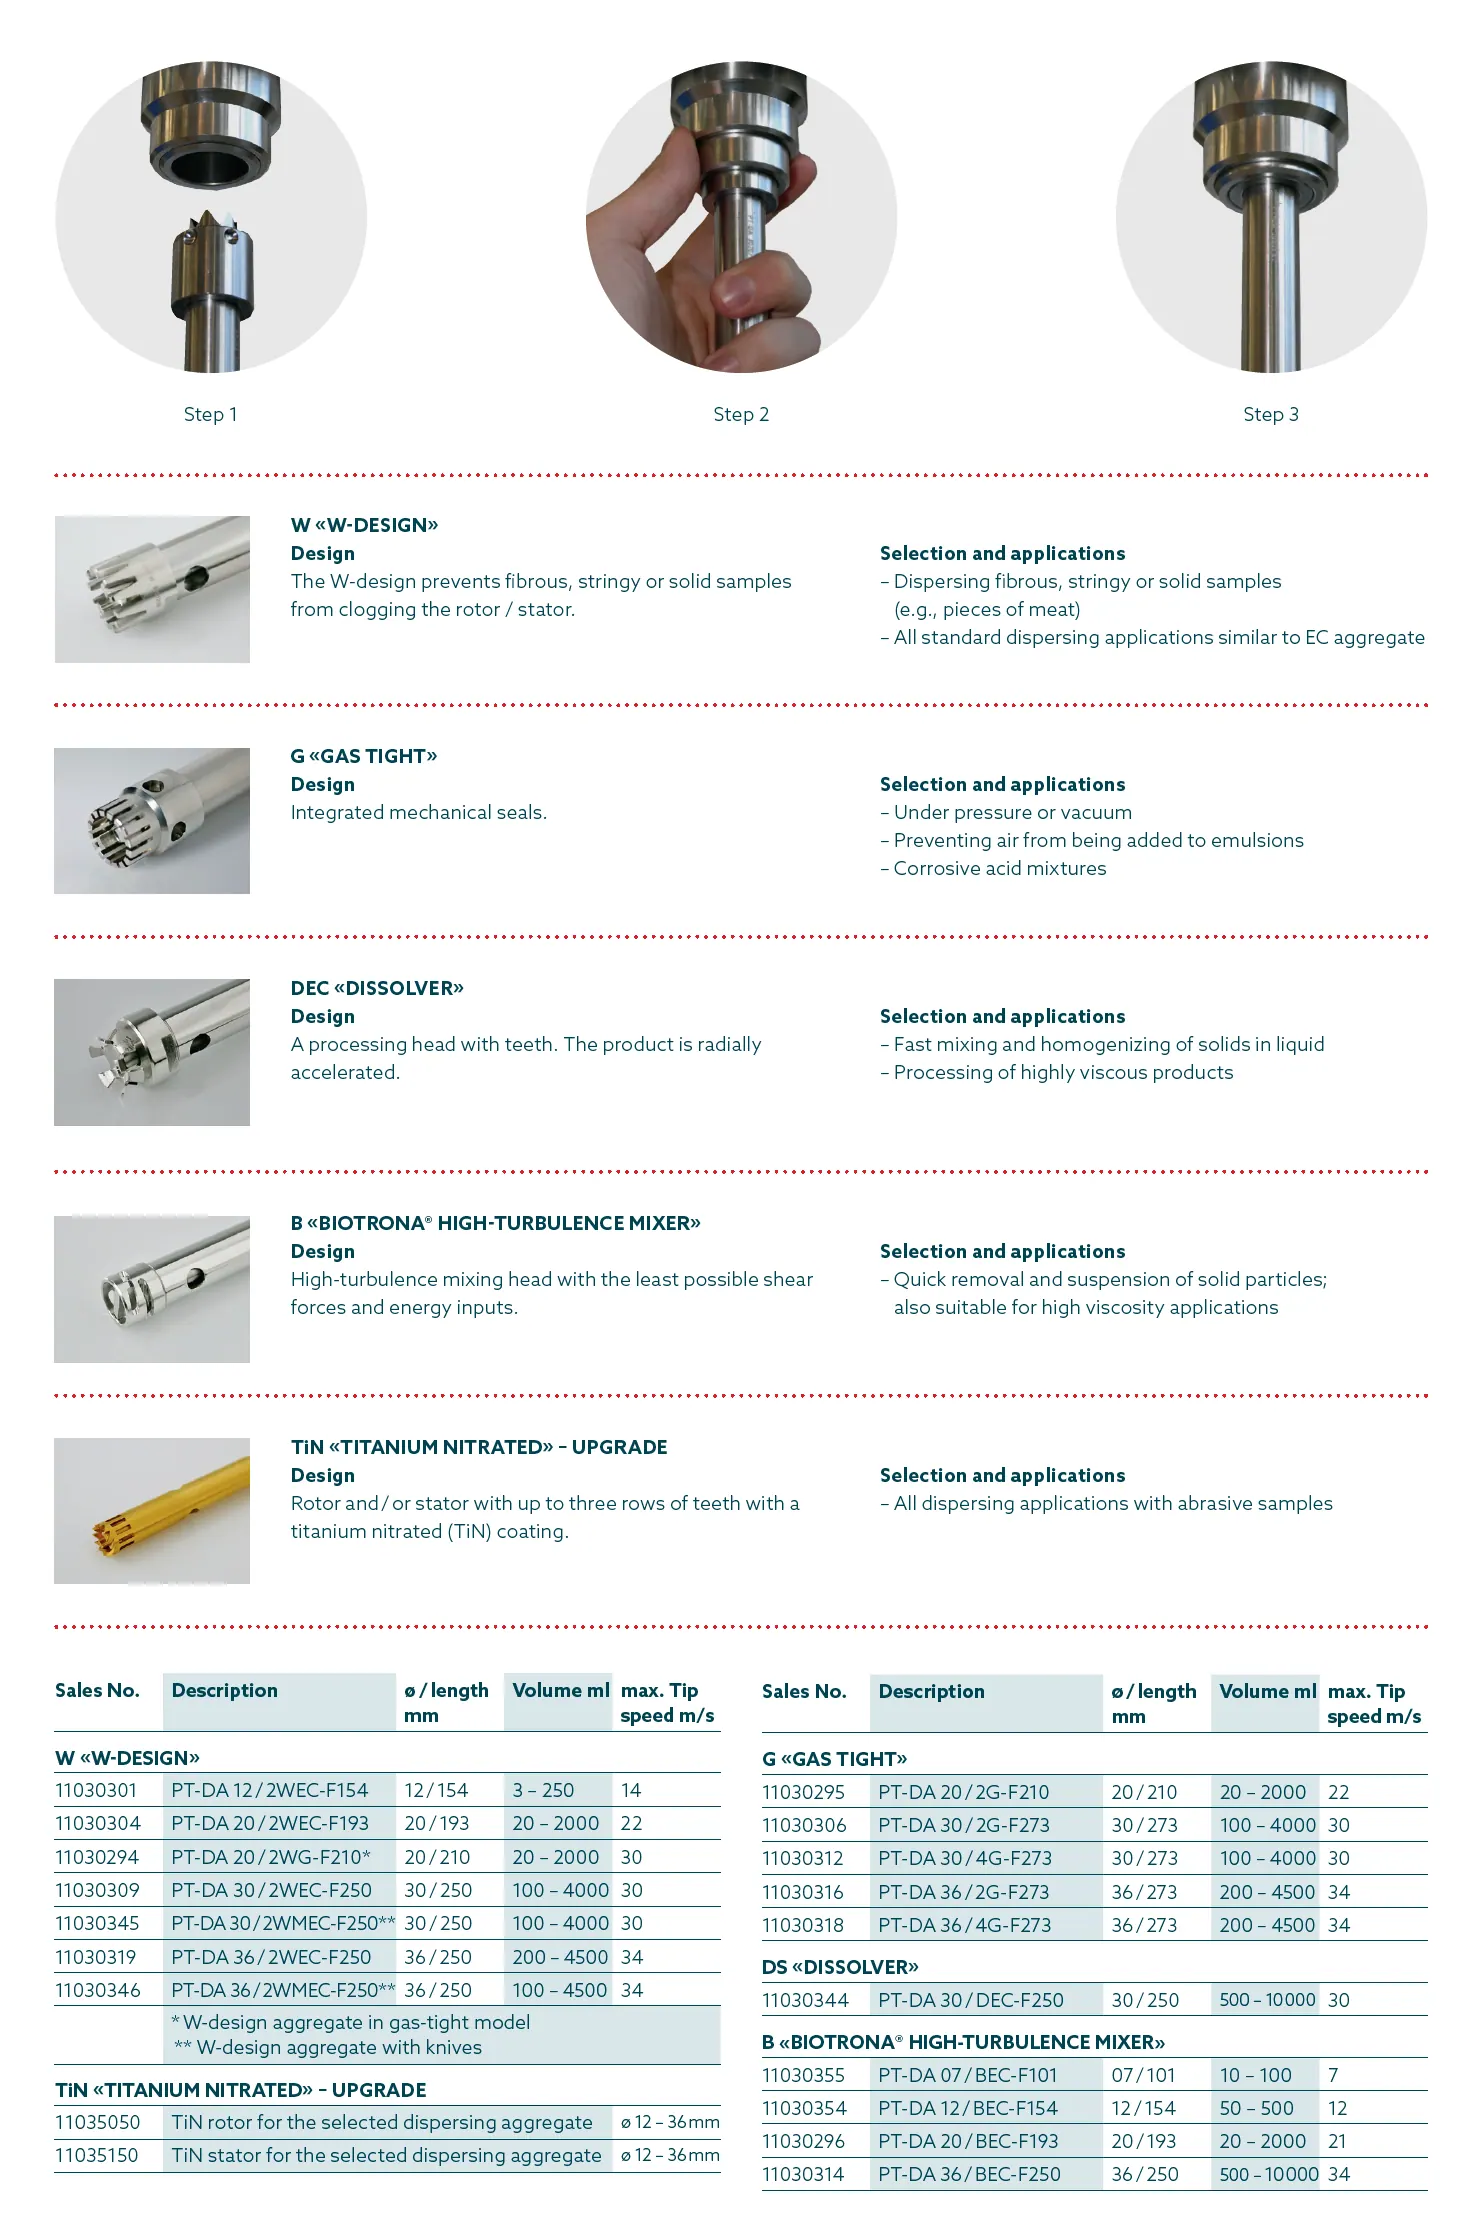 Step 1
Step 2
Step 3
W «W-DESIGN»
Design
The W-design prevents fibrous, stringy or solid samples
from clogging the rotor / stator.
Selection and applications
– Dispersing fibrous, stringy or solid samples
(e.g., pieces of meat)
– All standard dispersing applications similar to EC aggregate
G «GAS TIGHT»
Design
Integrated mechanical seals.
Selection and applications
– Under pressure or vacuum
– Preventing air from being added to emulsions
– Corrosive acid mixtures
DEC «DISSOLVER»
Design
A processing head with teeth. The product is radially
accelerated.
Selection and applications
– Fast mixing and homogenizing of solids in liquid
– Processing of highly viscous products
B «BIOTRONA® HIGH-TURBULENCE MIXER»
Design
High-turbulence mixing head with the least possible shear
forces and energy inputs.
Selection and applications
– Quick removal and suspension of solid particles;
also suitable for high viscosity applications
TiN «TITANIUM NITRATED» – UPGRADE
Design
Rotor and / or stator with up to three rows of teeth with a
titanium nitrated (TiN) coating.
Selection and applications
– All dispersing applications with abrasive samples
Sales No. Description ø / length Volume ml max. Tip
mm speed m/s
W «W-DESIGN»
11030301 PT-DA 12 / 2WEC-F154 12 / 154 3 – 250 14
11030304 PT-DA 20 / 2WEC-F193 20 / 193 20 – 2000 22
11030294 PT-DA 20 / 2WG-F210* 20 / 210 20 – 2000 30
11030309 PT-DA 30 / 2WEC-F250 30 / 250 100 – 4000 30
11030345 PT-DA 30 / 2WMEC-F250** 30 / 250 100 – 4000 30
11030319 PT-DA 36 / 2WEC-F250 36 / 250 200 – 4500 34
11030346 PT-DA 36 / 2WMEC-F250** 36 / 250 100 – 4500 34
* W-design aggregate in gas-tight model
** W-design aggregate with knives
TiN «TITANIUM NITRATED» – UPGRADE
11035050 TiN rotor for the selected dispersing aggregate ø 12 – 36 mm
11035150 TiN stator for the selected dispersing aggregate ø 12 – 36 mm
Sales No. Description ø / length Volume ml max. Tip
mm speed m/s
G «GAS TIGHT»
11030295 PT-DA 20 / 2G-F210 20 / 210 20 – 2000 22
11030306 PT-DA 30 / 2G-F273 30 / 273 100 – 4000 30
11030312 PT-DA 30 / 4G-F273 30 / 273 100 – 4000 30
11030316 PT-DA 36 / 2G-F273 36 / 273 200 – 4500 34
11030318 PT-DA 36 / 4G-F273 36 / 273 200 – 4500 34
DS «DISSOLVER»
11030344 PT-DA 30 / DEC-F250 30 / 250 500 – 10000 30
B «BIOTRONA® HIGH-TURBULENCE MIXER»
11030355 PT-DA 07 / BEC-F101 07 / 101 10 – 100 7
11030354 PT-DA 12 / BEC-F154 12 / 154 50 – 500 12
11030296 PT-DA 20 / BEC-F193 20 / 193 20 – 2000 21
11030314 PT-DA 36 / BEC-F250 36 / 250 500 – 10000 34